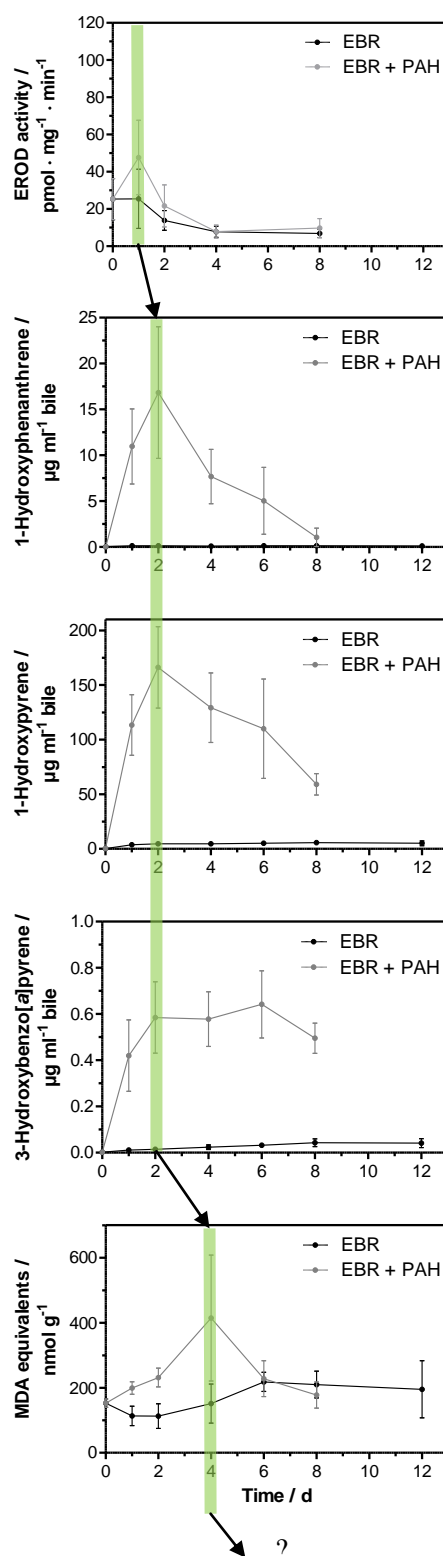 EROD activity /
pmol · mg⁻¹ · min⁻¹
120
100
80
60
40
20
0
EBR
EBR + PAH
0 2 4 6 8 10 12
1-Hydroxyphenanthrene /
µg ml⁻¹ bile
25
20
15
10
5
0
EBR
EBR + PAH
0 2 4 6 8 10 12
1-Hydroxypyrene /
µg ml⁻¹ bile
200
150
100
50
0
EBR
EBR + PAH
0 2 4 6 8 10 12
3-Hydroxybenzo[a]pyrene /
µg ml⁻¹ bile
1.0
0.8
0.6
0.4
0.2
0.0
EBR
EBR + PAH
0 2 4 6 8 10 12
MDA equivalents /
nmol g⁻¹
600
400
200
0
EBR
EBR + PAH
0 2 4 6 8 10 12
Time / d
?